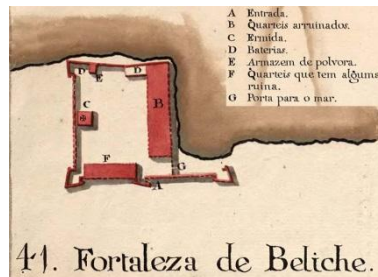 A Entrada.
B Quarteis arruinados.
C Ermida.
D Baterias.
E Armazem de polvora.
F Quarteis que tem alguma
ruina.
G Porta para o mar.
D
E
D
C
B
F
G
A
41. Fortaleza de Beliche.